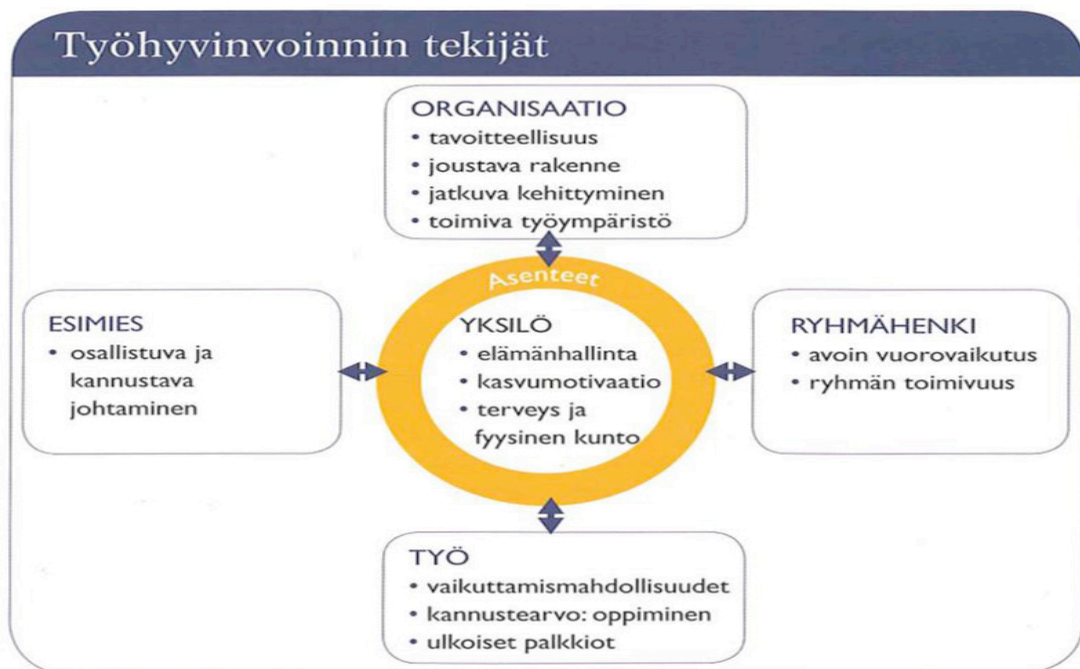 Työhyvinvoinnin tekijät
ORGANISAATIO
• tavoitteellisuus
• joustava rakenne
• jatkuva kehittyminen
• toimiva työympäristö
Asenteet
ESIMIES
• osallistuva ja
kannustava
johtaminen
YKSILÖ
• elämänhallinta
• kasvumotivaatio
• terveys ja
fyysinen kunto
RYHMÄHENKI
• avoin vuorovaikutus
• ryhmän toimivuus
TYÖ
• vaikuttamismahdollisuudet
• kannustearvo: oppiminen
• ulkoiset palkkiot